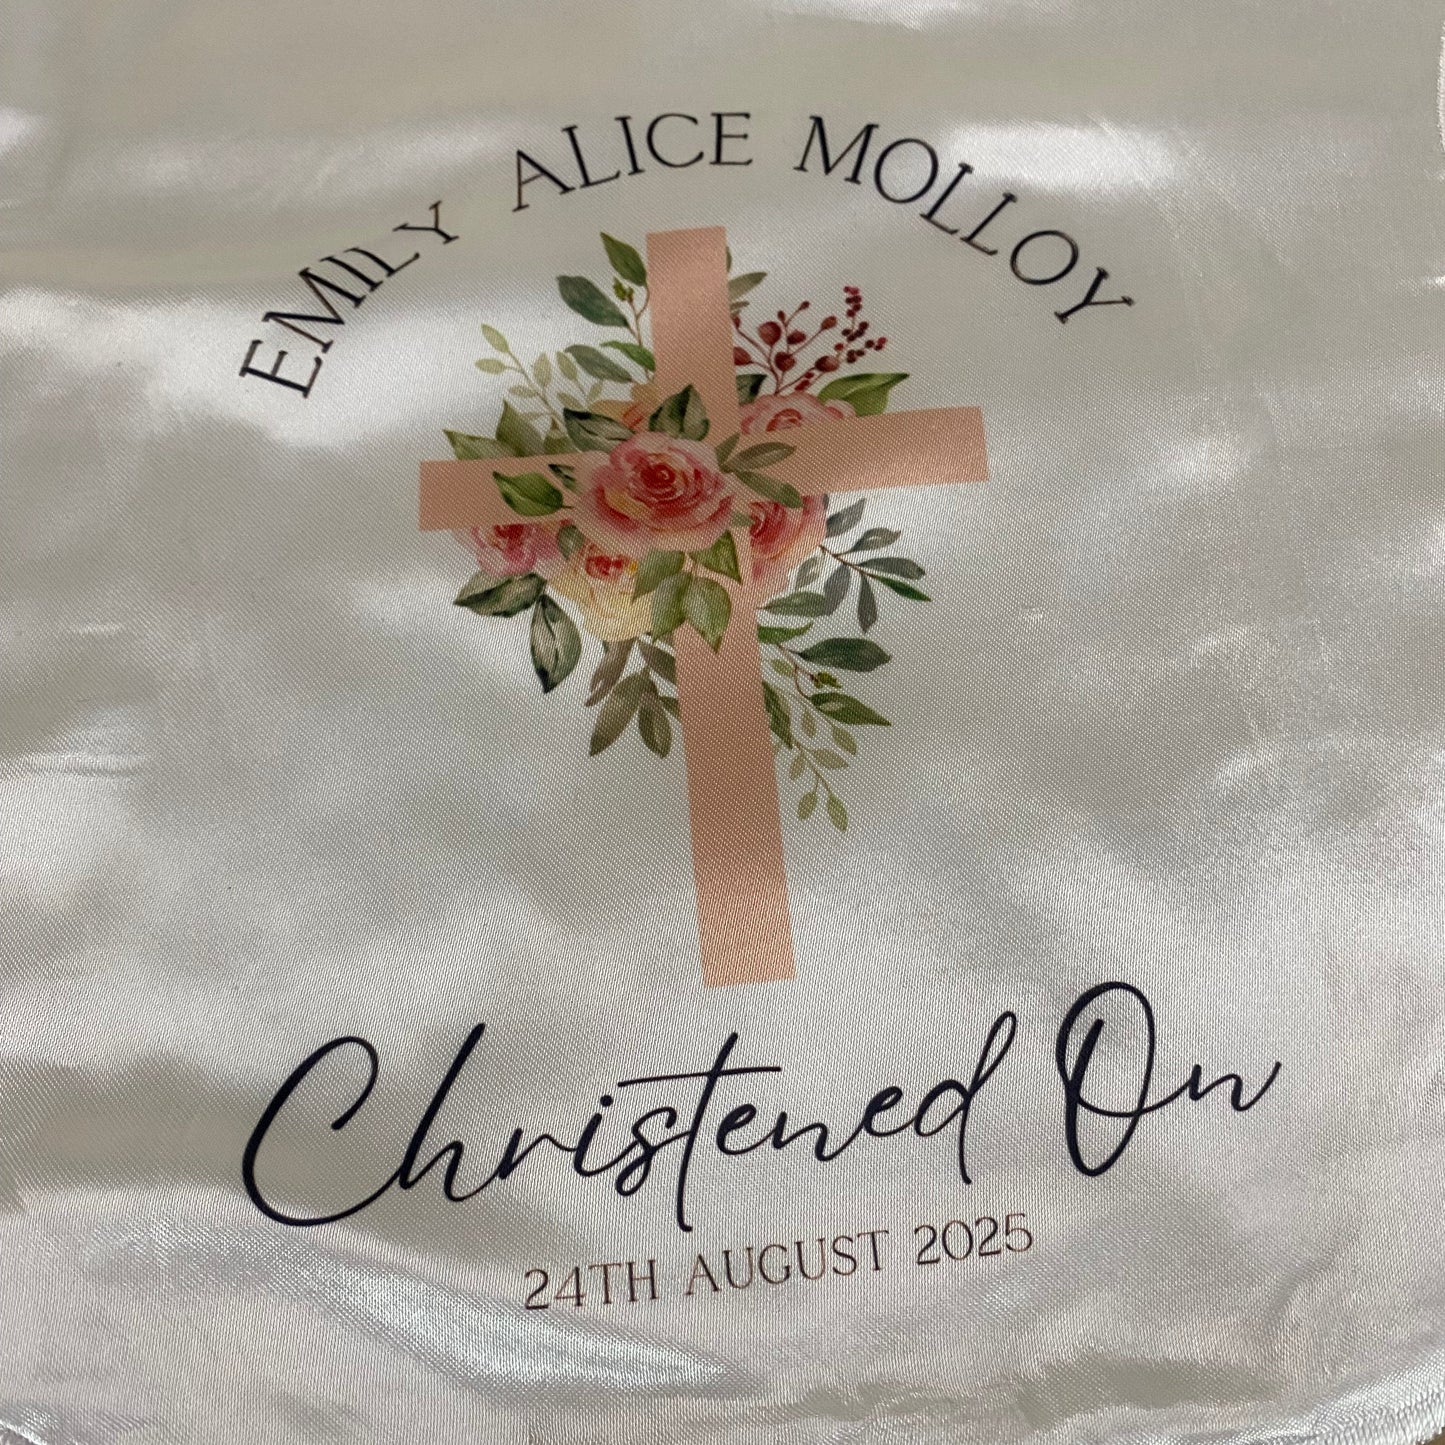 EMILY ALICE MOLLOY
Christened On
24TH AUGUST 2025